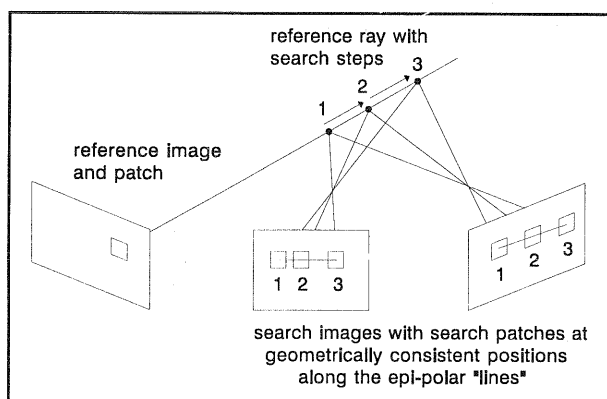 reference ray with
search steps
3
2
1
reference image
and patch
1 2 3
1 2 3
search images with search patches at
geometrically consistent positions
along the epi-polar "lines"